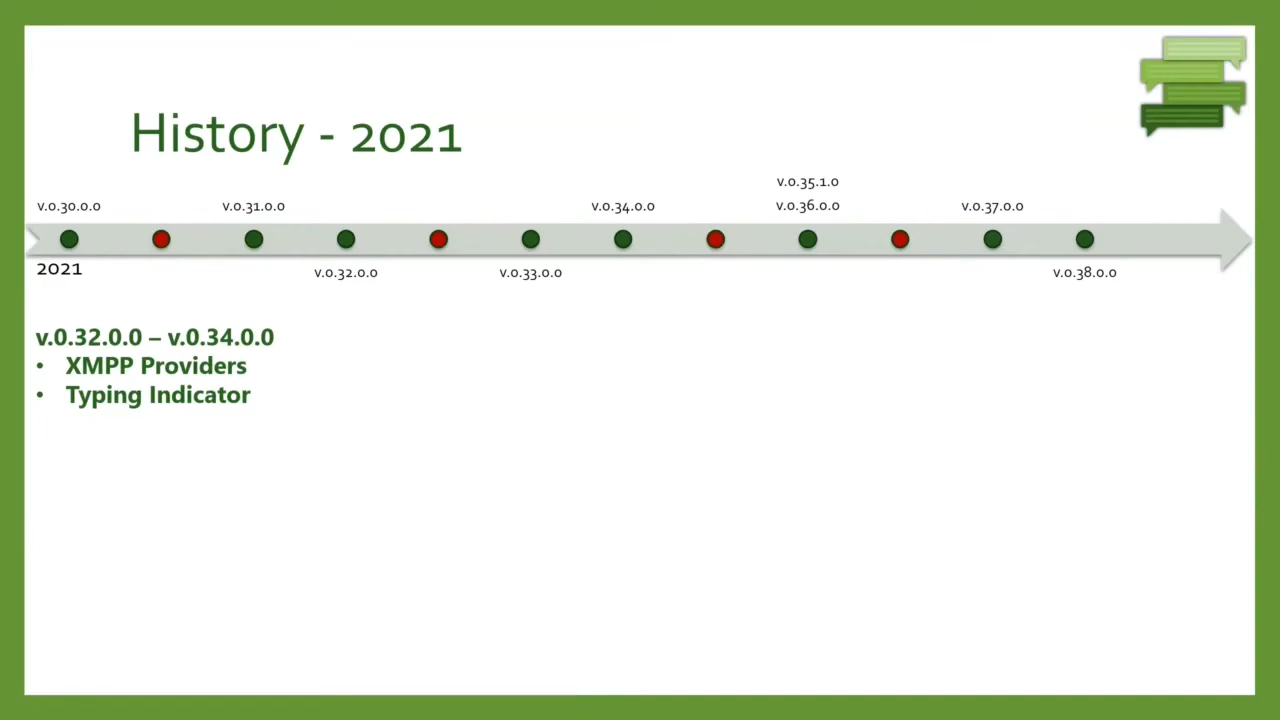 History - 2021
v.0.35.1.0
v.0.30.0.0 v.0.31.0.0 v.0.34.0.0 v.0.36.0.0 v.0.37.0.0
2021 v.0.32.0.0 v.0.33.0.0 v.0.38.0.0
v.0.32.0.0 – v.0.34.0.0
• XMPP Providers
• Typing Indicator